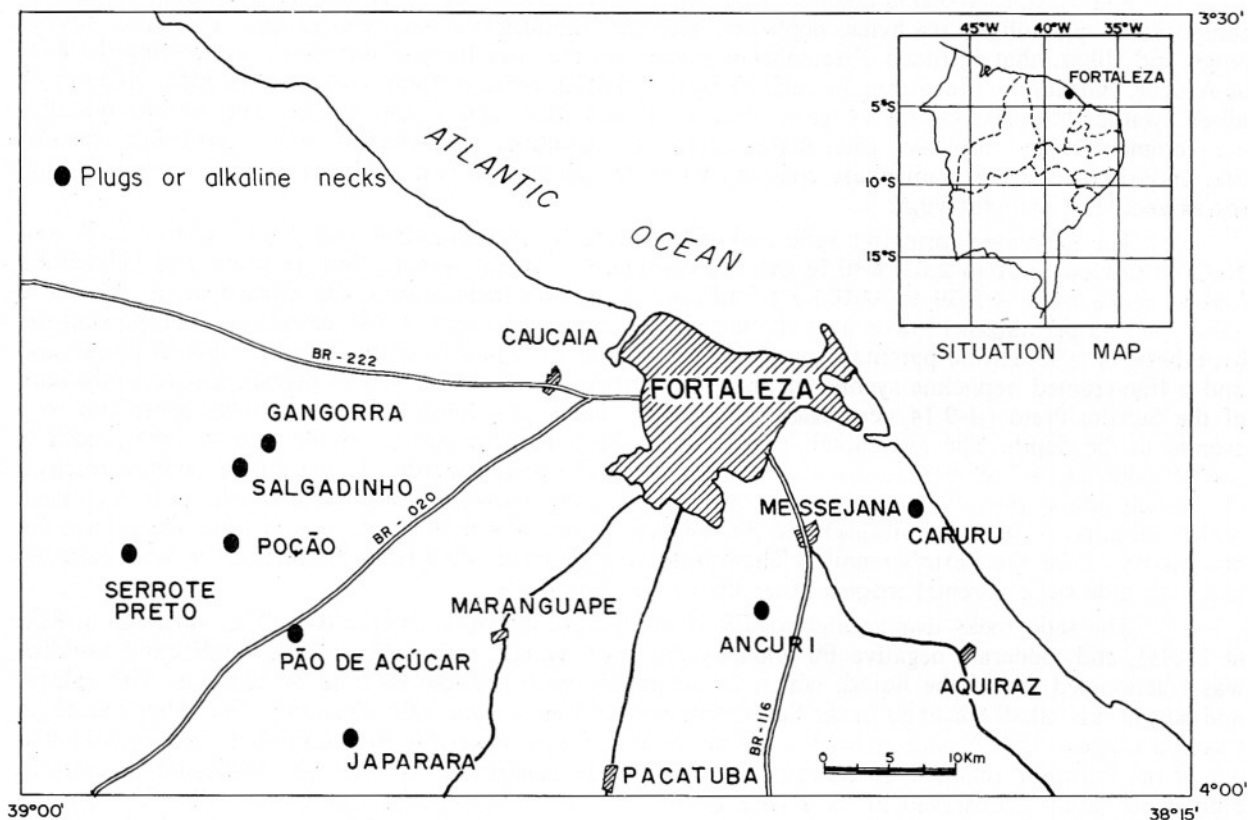 3°30'
45°W 40°W 35°W
FORTALEZA
5°S
10°S
15°S
SITUATION MAP
Plugs or alkaline necks
ATLANTIC
OCEAN
CAUCAIA
BR-222
FORTALEZA
GANGORRA
SALGADINHO
BR-020
POÇÃO
SERROTE
PRETO
MESSEJANA
CARURU
MARANGUAPE
ANCURI
PÃO DE AÇÚCAR
AQUIRAZ
BR-116
JAPARARA
PACATUBA
0 5 10Km
39°00'
4°00'
38°15'